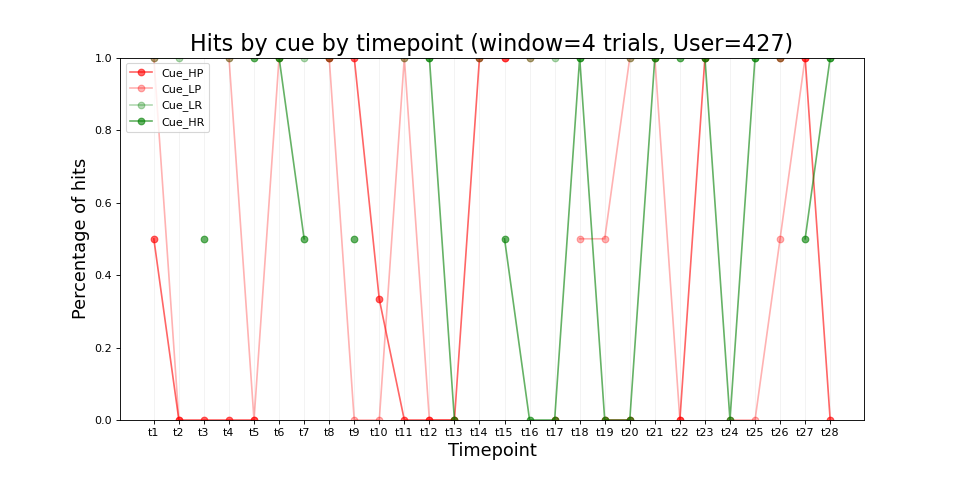 Hits by cue by timepoint (window=4 trials, User=427)
Percentage of hits
1.0
0.8
0.6
0.4
0.2
0.0
Cue_HP
Cue_LP
Cue_LR
Cue_HR
t1 t2 t3 t4 t5 t6 t7 t8 t9 t10 t11 t12 t13 t14 t15 t16 t17 t18 t19 t20 t21 t22 t23 t24 t25 t26 t27 t28
Timepoint